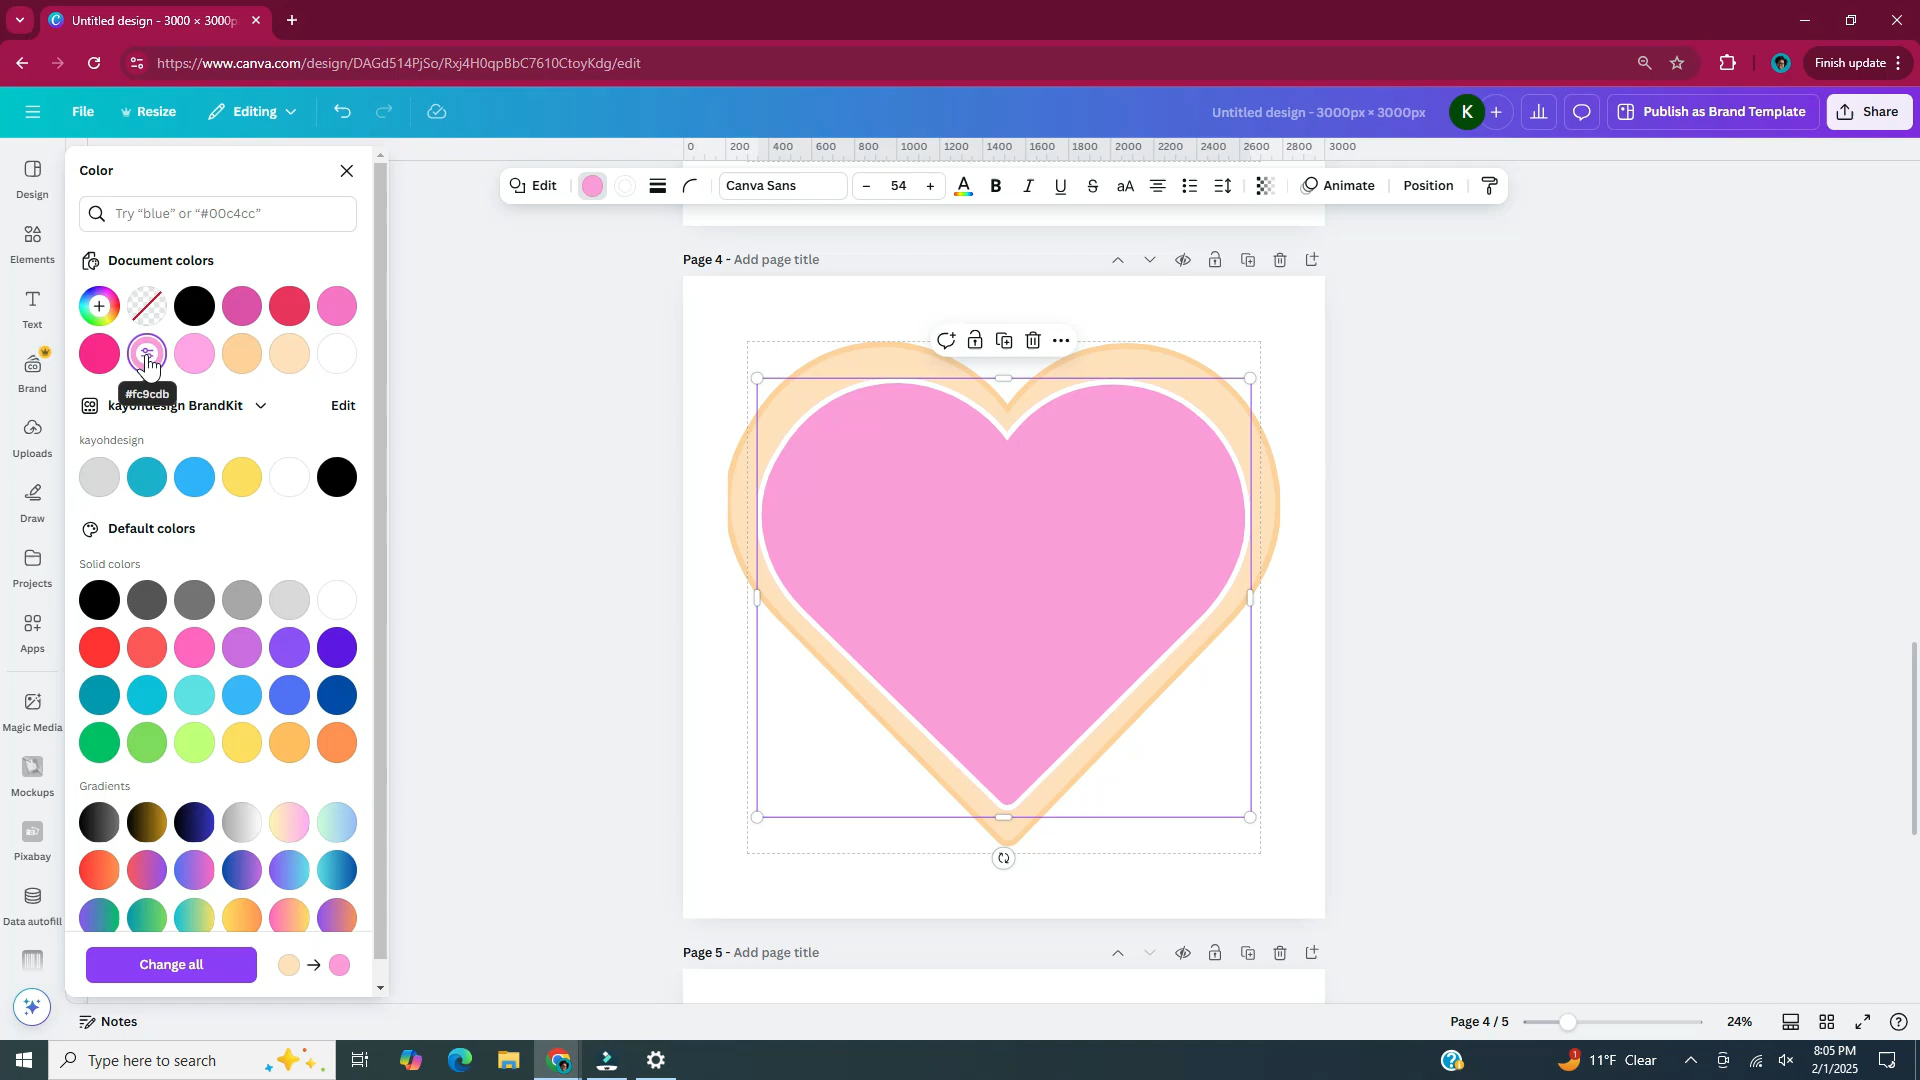 Untitled design - 3000 × 3000p
https://www.canva.com/design/DAGd514PjSo/Rxj4H0qpBbC7610CtoyKdg/edit
Finish update
File
Resize
Editing
Untitled design - 3000px × 3000px
K
Publish as Brand Template
Share
0 200 400 600 800 1000 1200 1400 1600 1800 2000 2200 2400 2600 2800 3000
Design
Elements
Text
Brand
Uploads
Draw
Projects
Apps
Magic Media
Mockups
Pixabay
Data autofill
Color
Try “blue” or “#00c4cc”
Document colors
#fc9cdb
kayohdesign BrandKit
Edit
kayohdesign
Default colors
Solid colors
Gradients
Change all
Edit
Canva Sans
– 54 +
A
B
I
U
S
aA
Animate
Position
Page 4 - Add page title
Page 5 - Add page title
Notes
Page 4 / 5
24%
Type here to search
1
11°F Clear
8:05 PM
2/1/2025